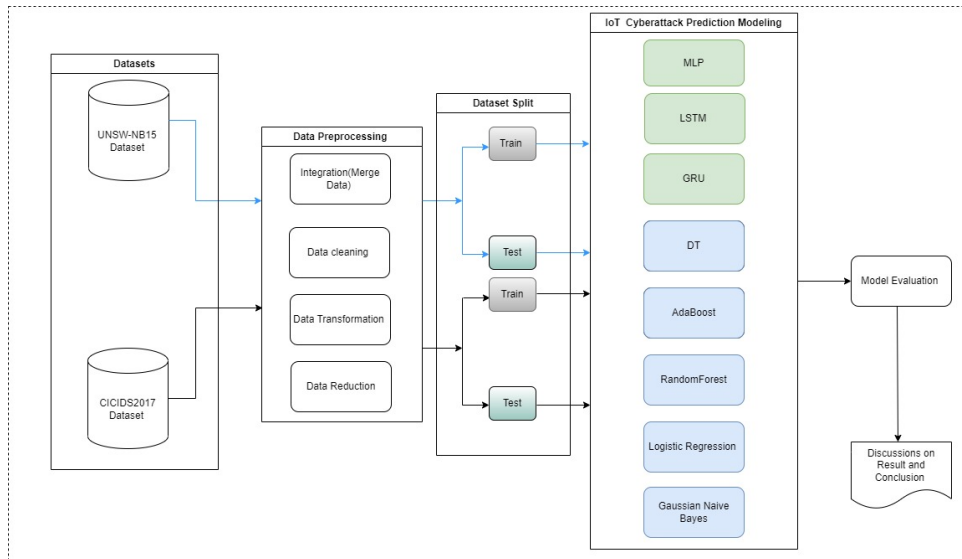 Datasets
UNSW-NB15
Dataset
CICIDS2017
Dataset
Data Preprocessing
Integration(Merge
Data)
Data cleaning
Data Transformation
Data Reduction
Dataset Split
Train
Test
Train
Test
IoT Cyberattack Prediction Modeling
MLP
LSTM
GRU
DT
AdaBoost
RandomForest
Logistic Regression
Gaussian Naive
Bayes
Model Evaluation
Discussions on
Result and
Conclusion